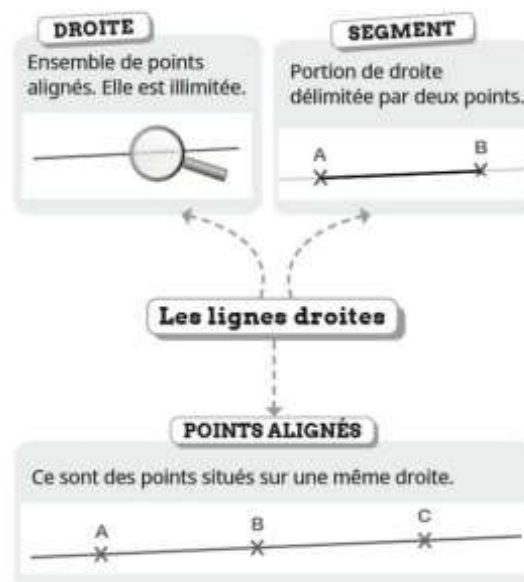 DROITE
Ensemble de points
alignés. Elle est illimitée.
SEGMENT
Portion de droite
délimitée par deux points.
A
B
Les lignes droites
POINTS ALIGNÉS
Ce sont des points situés sur une même droite.
A
B
C